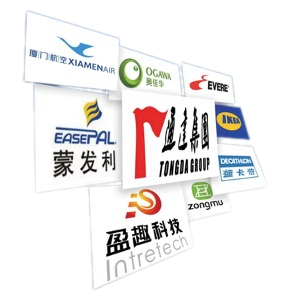 厦门航空 XIAMENAIR
OGAWA
奥佳华
EVERE
EASEPAL
蒙发利
通达集团
TONGDA GROUP
DECATHLON
迪卡侬
zongmu
盈趣科技
Intretech